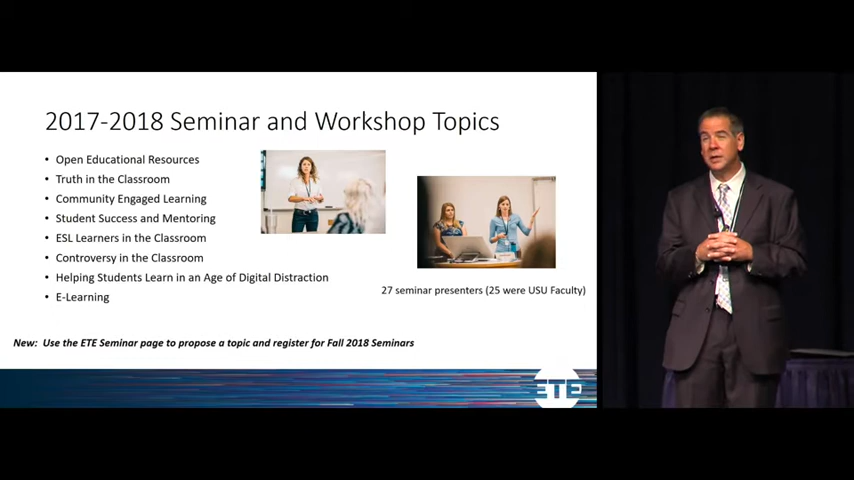 2017-2018 Seminar and Workshop Topics
• Open Educational Resources
• Truth in the Classroom
• Community Engaged Learning
• Student Success and Mentoring
• ESL Learners in the Classroom
• Controversy in the Classroom
• Helping Students Learn in an Age of Digital Distraction
• E-Learning
27 seminar presenters (25 were USU Faculty)
New: Use the ETE Seminar page to propose a topic and register for Fall 2018 Seminars
ETE